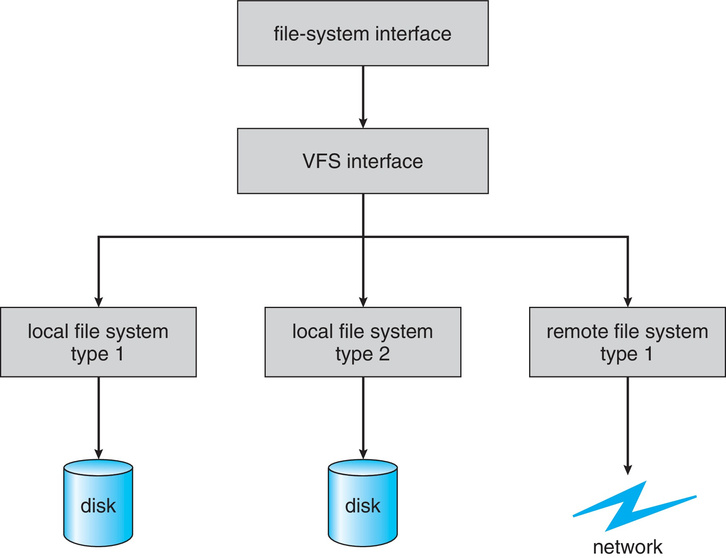 file-system interface
VFS interface
local file system
type 1
local file system
type 2
remote file system
type 1
disk
disk
network